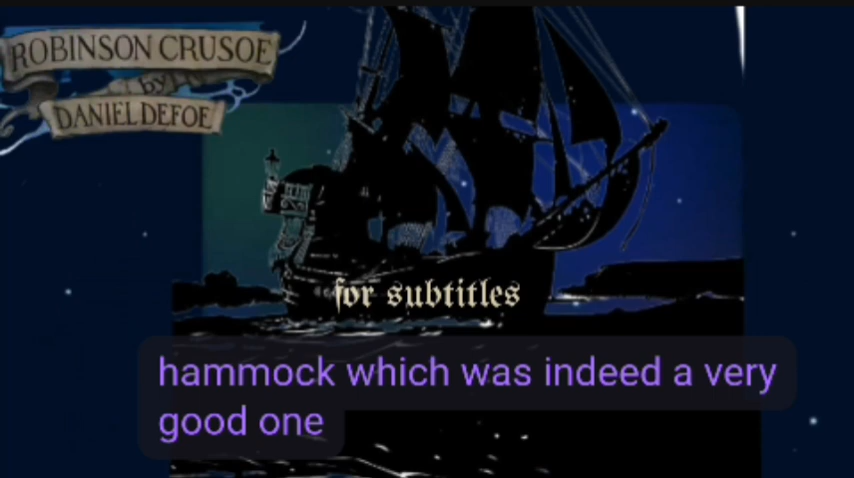 ROBINSON CRUSOE
by
DANIEL DEFOE
for subtitles
hammock which was indeed a very
good one